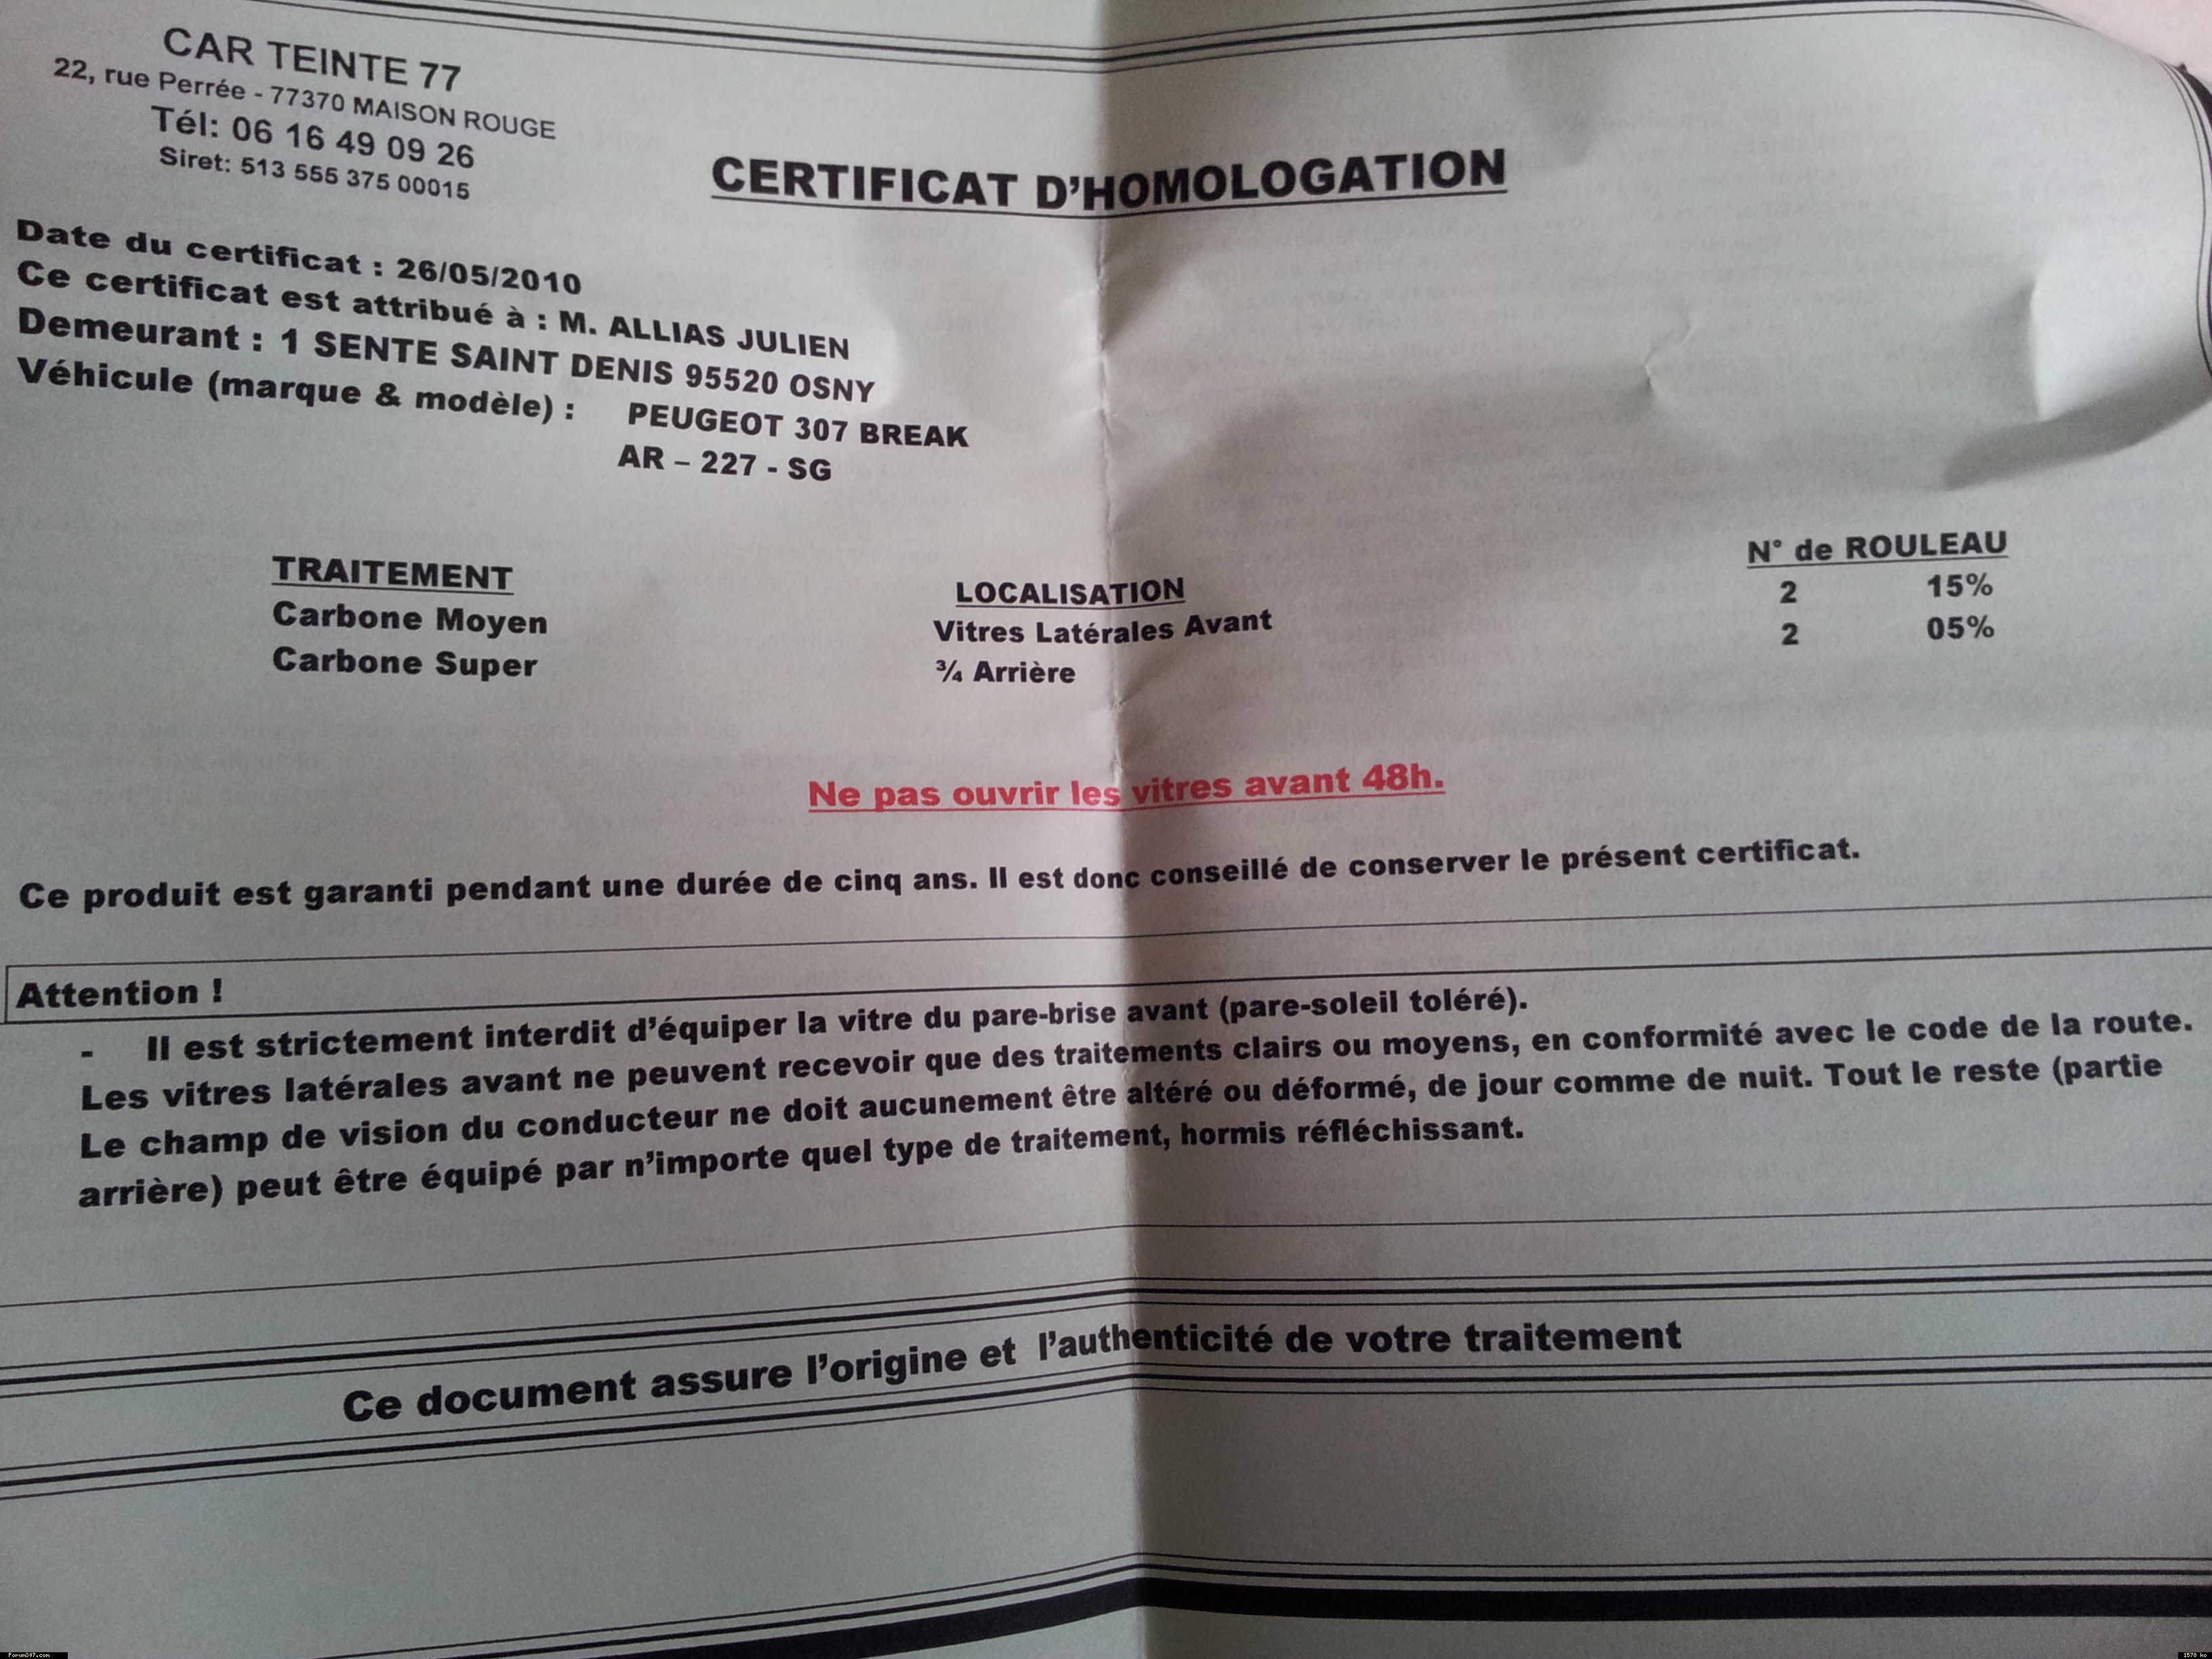 CAR TEINTE 77
22, rue Perrée - 77370 MAISON ROUGE
Tél: 06 16 49 09 26
Siret: 513 555 375 00015
CERTIFICAT D'HOMOLOGATION
Date du certificat : 26/05/2010
Ce certificat est attribué à : M. ALLIAS JULIEN
Demeurant : 1 SENTE SAINT DENIS 95520 OSNY
Véhicule (marque & modèle) : PEUGEOT 307 BREAK
AR – 227 - SG
TRAITEMENT LOCALISATION N° de ROULEAU
Carbone Moyen Vitres Latérales Avant 2 15%
Carbone Super ¾ Arrière 2 05%
Ne pas ouvrir les vitres avant 48h.
Ce produit est garanti pendant une durée de cinq ans. Il est donc conseillé de conserver le présent certificat.
Attention !
- Il est strictement interdit d'équiper la vitre du pare-brise avant (pare-soleil toléré).
Les vitres latérales avant ne peuvent recevoir que des traitements clairs ou moyens, en conformité avec le code de la route.
Le champ de vision du conducteur ne doit aucunement être altéré ou déformé, de jour comme de nuit. Tout le reste (partie
arrière) peut être équipé par n'importe quel type de traitement, hormis réfléchissant.
Ce document assure l'origine et l'authenticité de votre traitement
Forum307.com
1570 ko